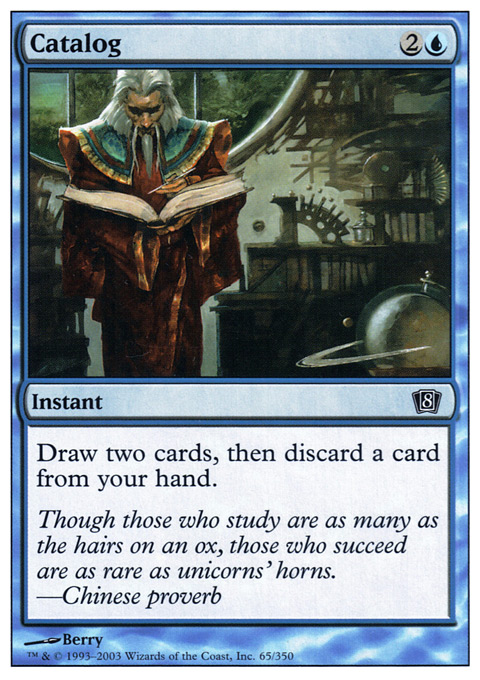 Catalog 2
Instant 8
Draw two cards, then discard a card
from your hand.
Though those who study are as many as
the hairs on an ox, those who succeed
are as rare as unicorns' horns.
—Chinese proverb
Berry
™ & © 1993–2003 Wizards of the Coast, Inc. 65/350